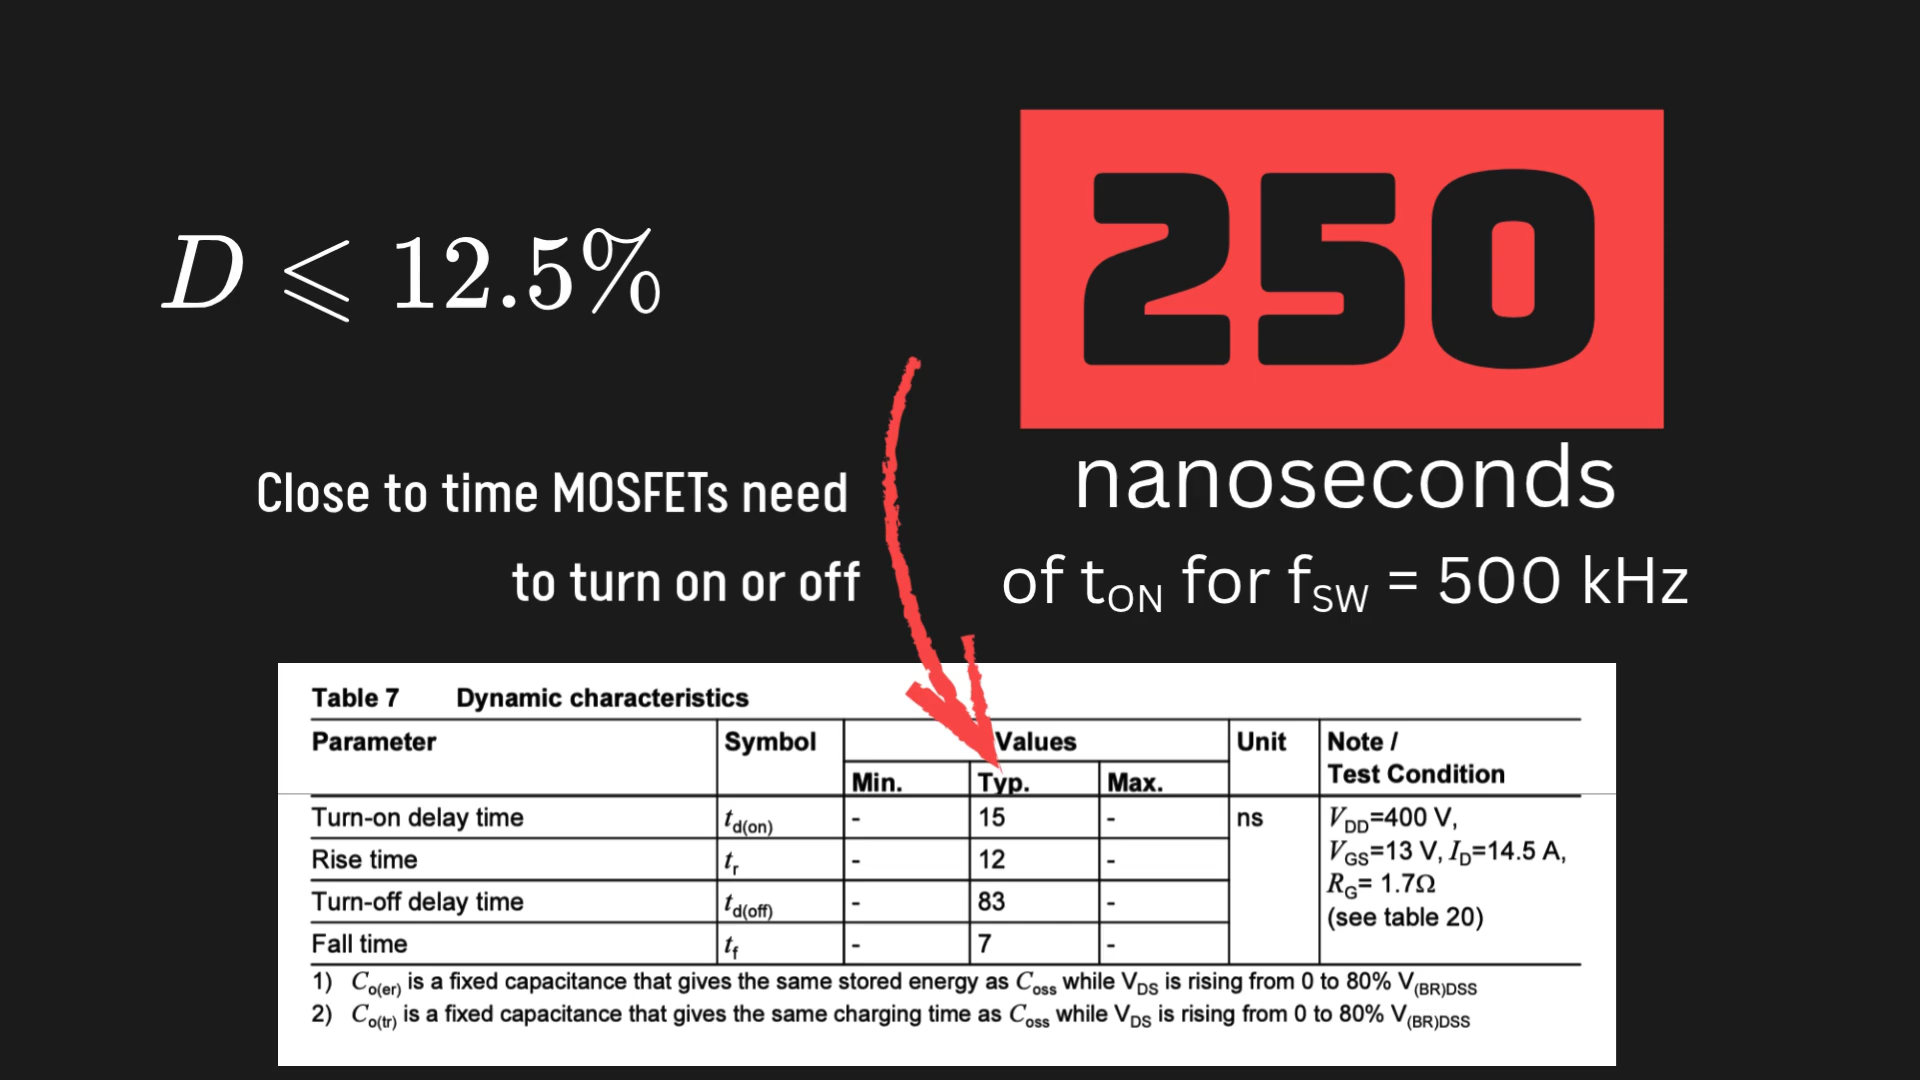 D ⩽ 12.5%
250
nanoseconds
of tON for fSW = 500 kHz
Close to time MOSFETs need
to turn on or off
Table 7 Dynamic characteristics
Parameter Symbol Values Unit Note /
Test Condition
Min. Typ. Max.
Turn-on delay time td(on) - 15 - ns VDD=400 V,
VGS=13 V, ID=14.5 A,
RG= 1.7Ω
(see table 20)
Rise time tr - 12 -
Turn-off delay time td(off) - 83 -
Fall time tf - 7 -
1) Co(er) is a fixed capacitance that gives the same stored energy as Coss while VDS is rising from 0 to 80% V(BR)DSS
2) Co(tr) is a fixed capacitance that gives the same charging time as Coss while VDS is rising from 0 to 80% V(BR)DSS